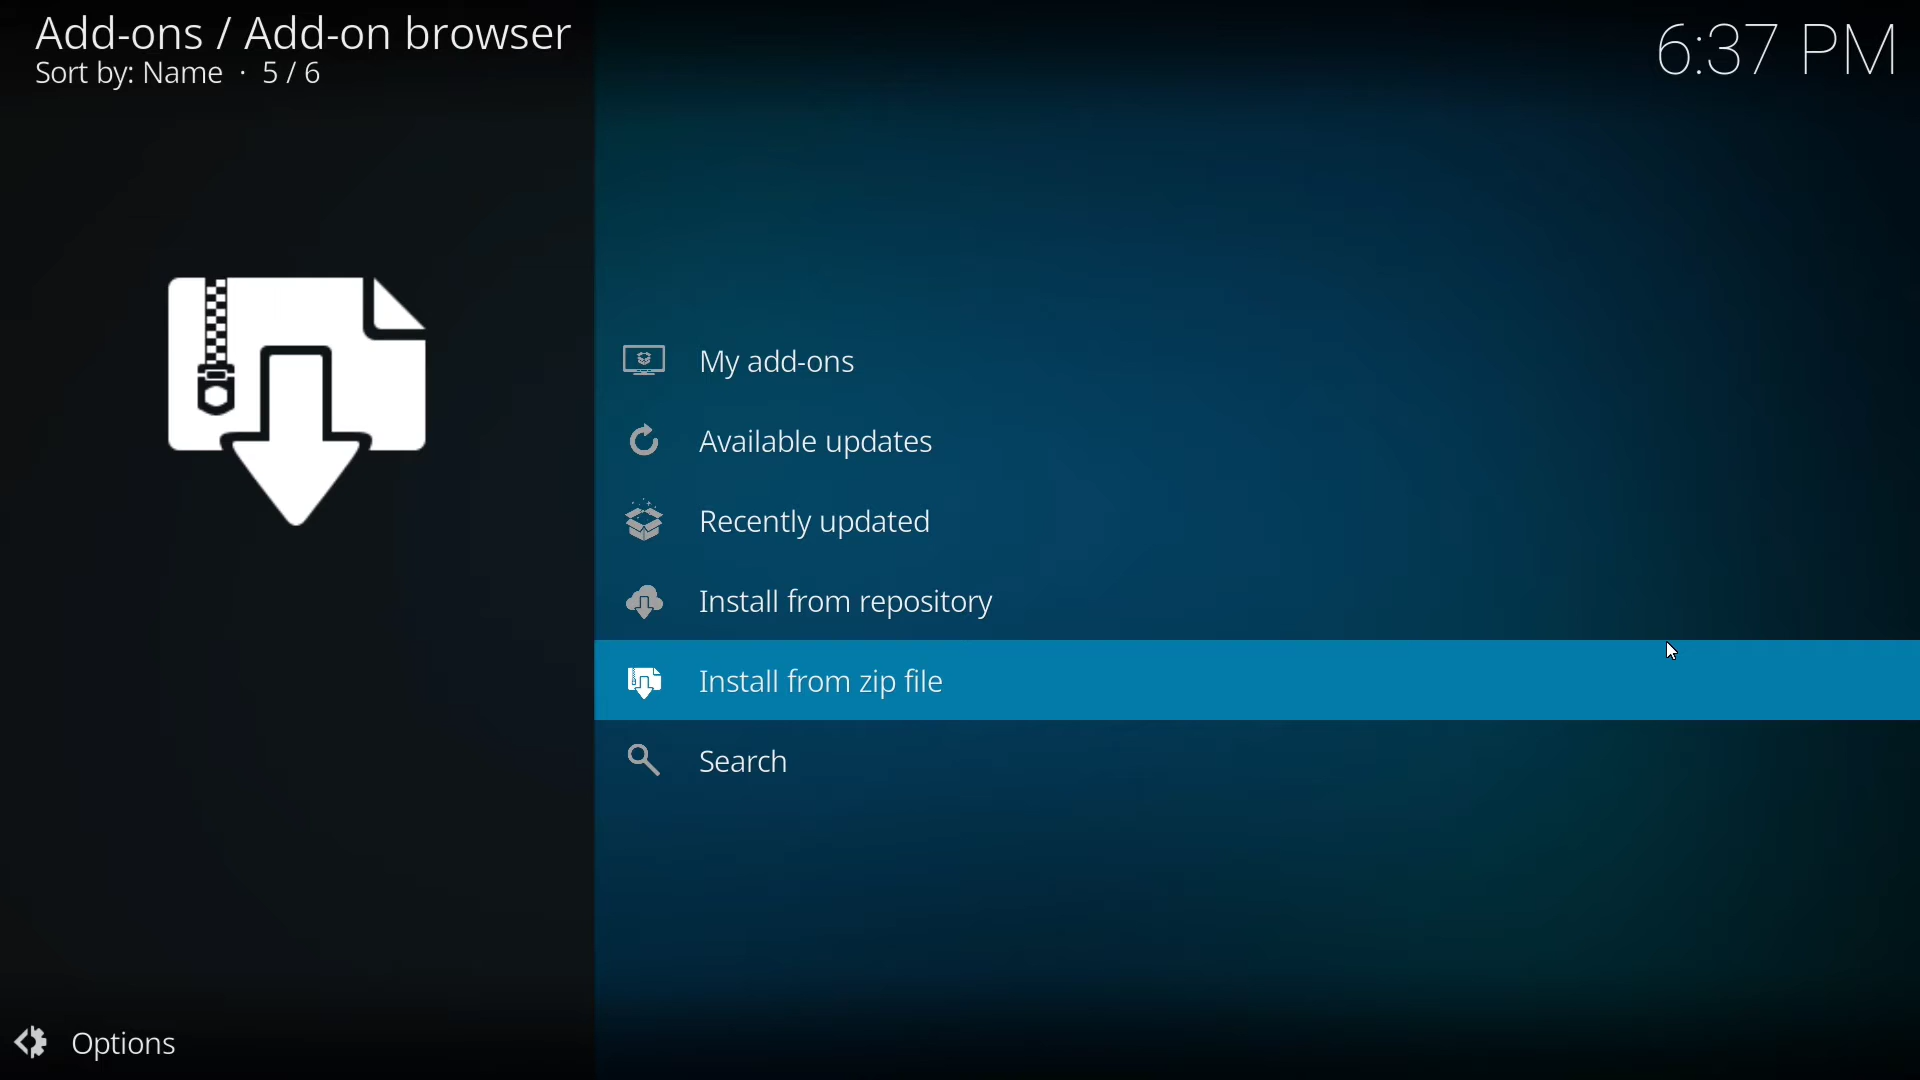 Add-ons / Add-on browser
Sort by: Name · 5 / 6
6:37 PM
My add-ons
Available updates
Recently updated
Install from repository
Install from zip file
Search
Options